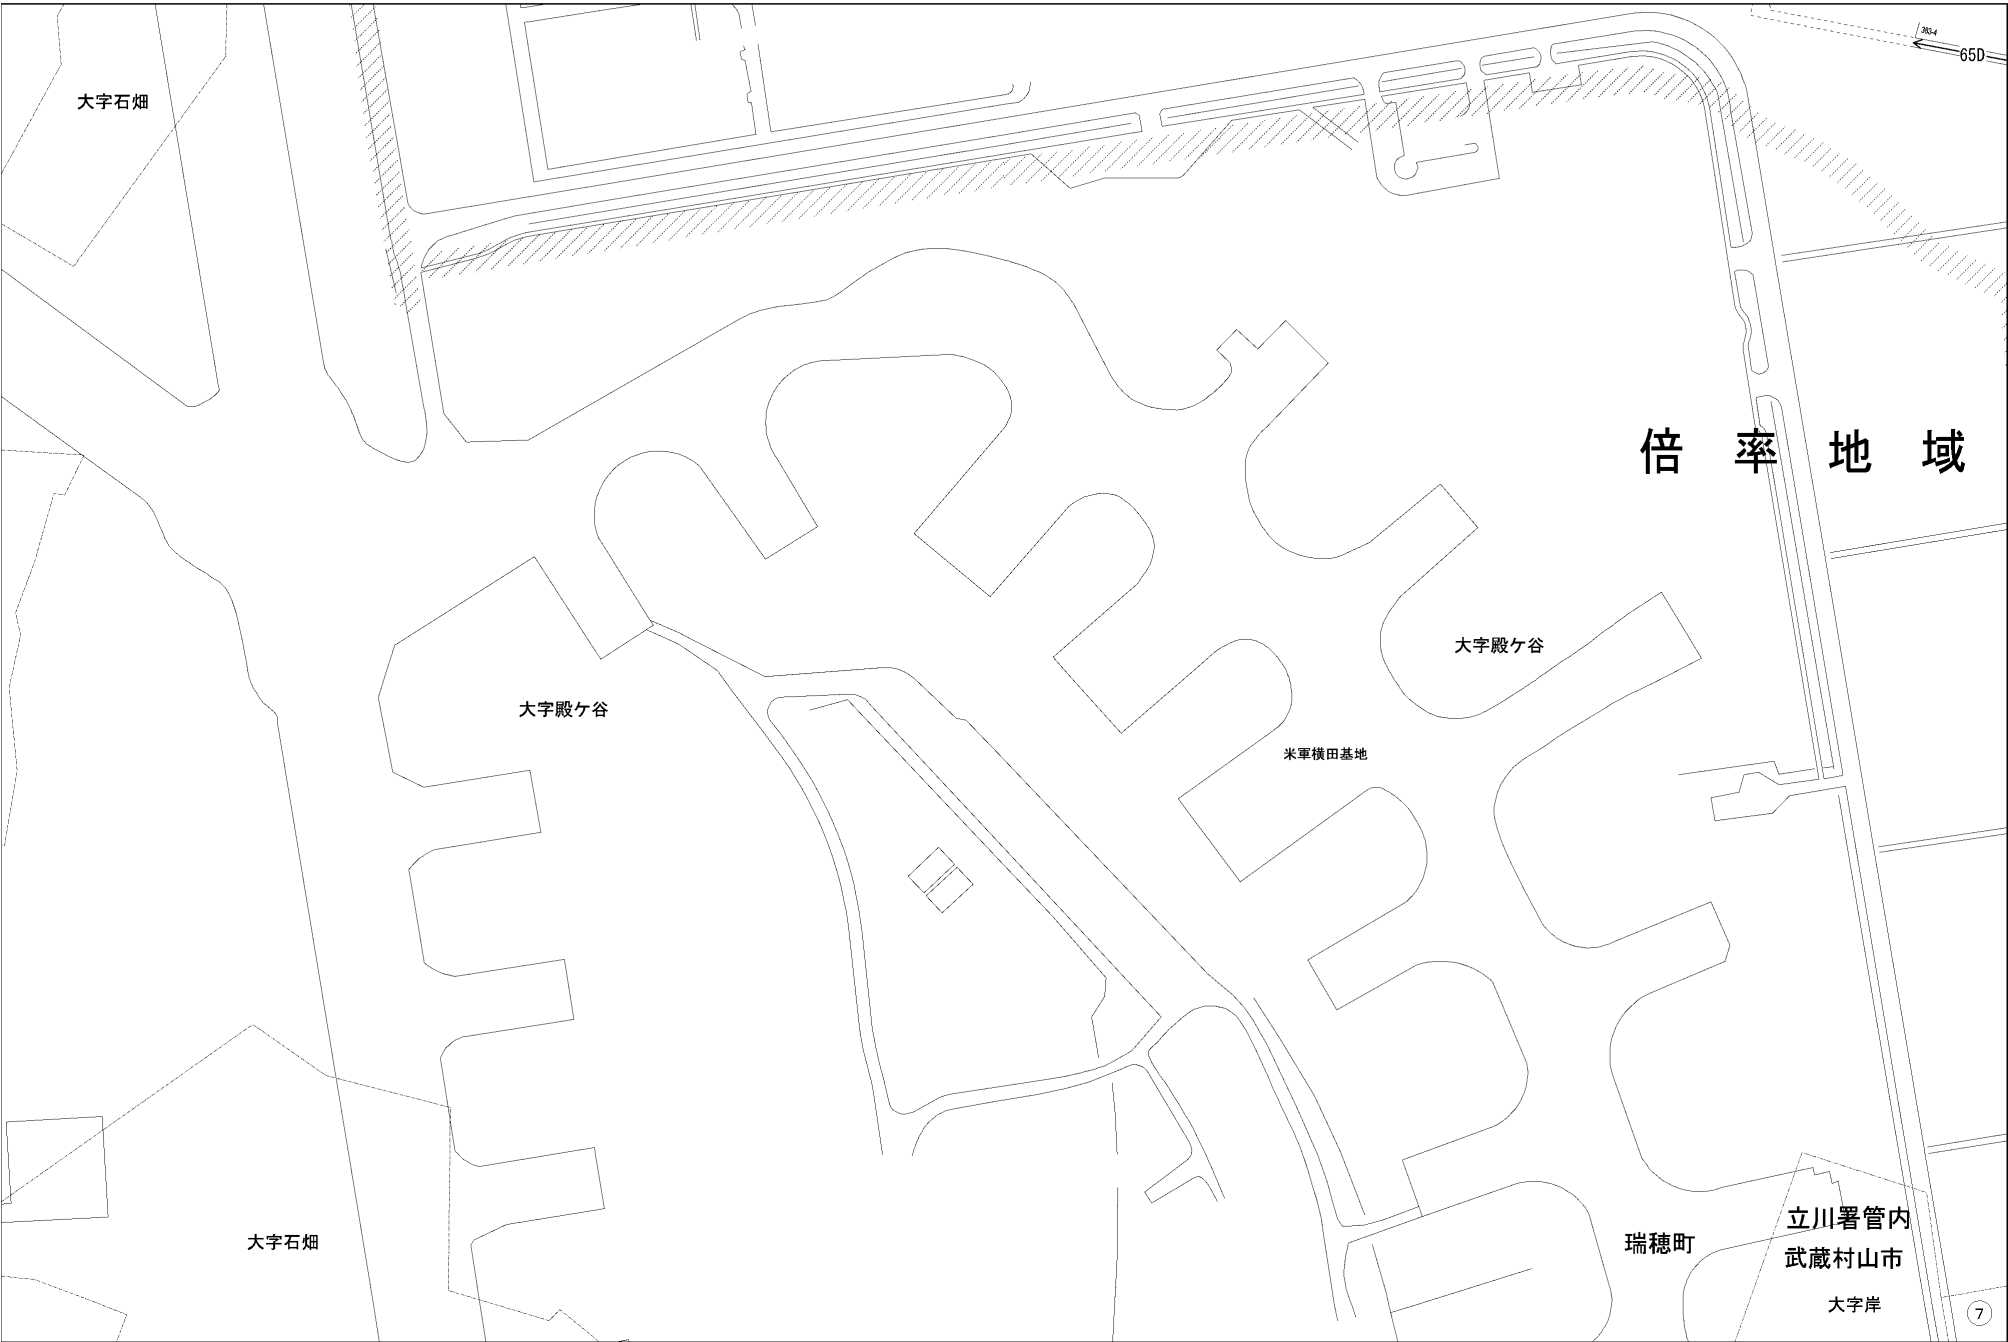 393-4
65D
大字石畑
倍率地域
大字殿ケ谷
大字殿ケ谷
米軍横田基地
立川署管内
大字石畑
瑞穂町
武蔵村山市
大字岸
7